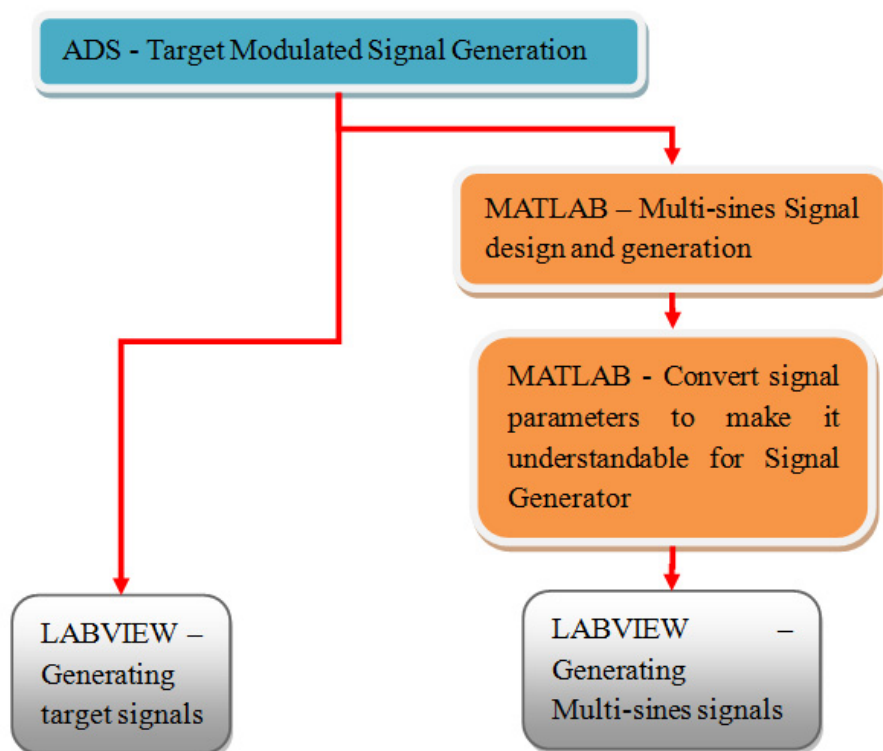 ADS - Target Modulated Signal Generation
MATLAB – Multi-sines Signal
design and generation
MATLAB - Convert signal
parameters to make it
understandable for Signal
Generator
LABVIEW –
Generating
target signals
LABVIEW –
Generating
Multi-sines signals